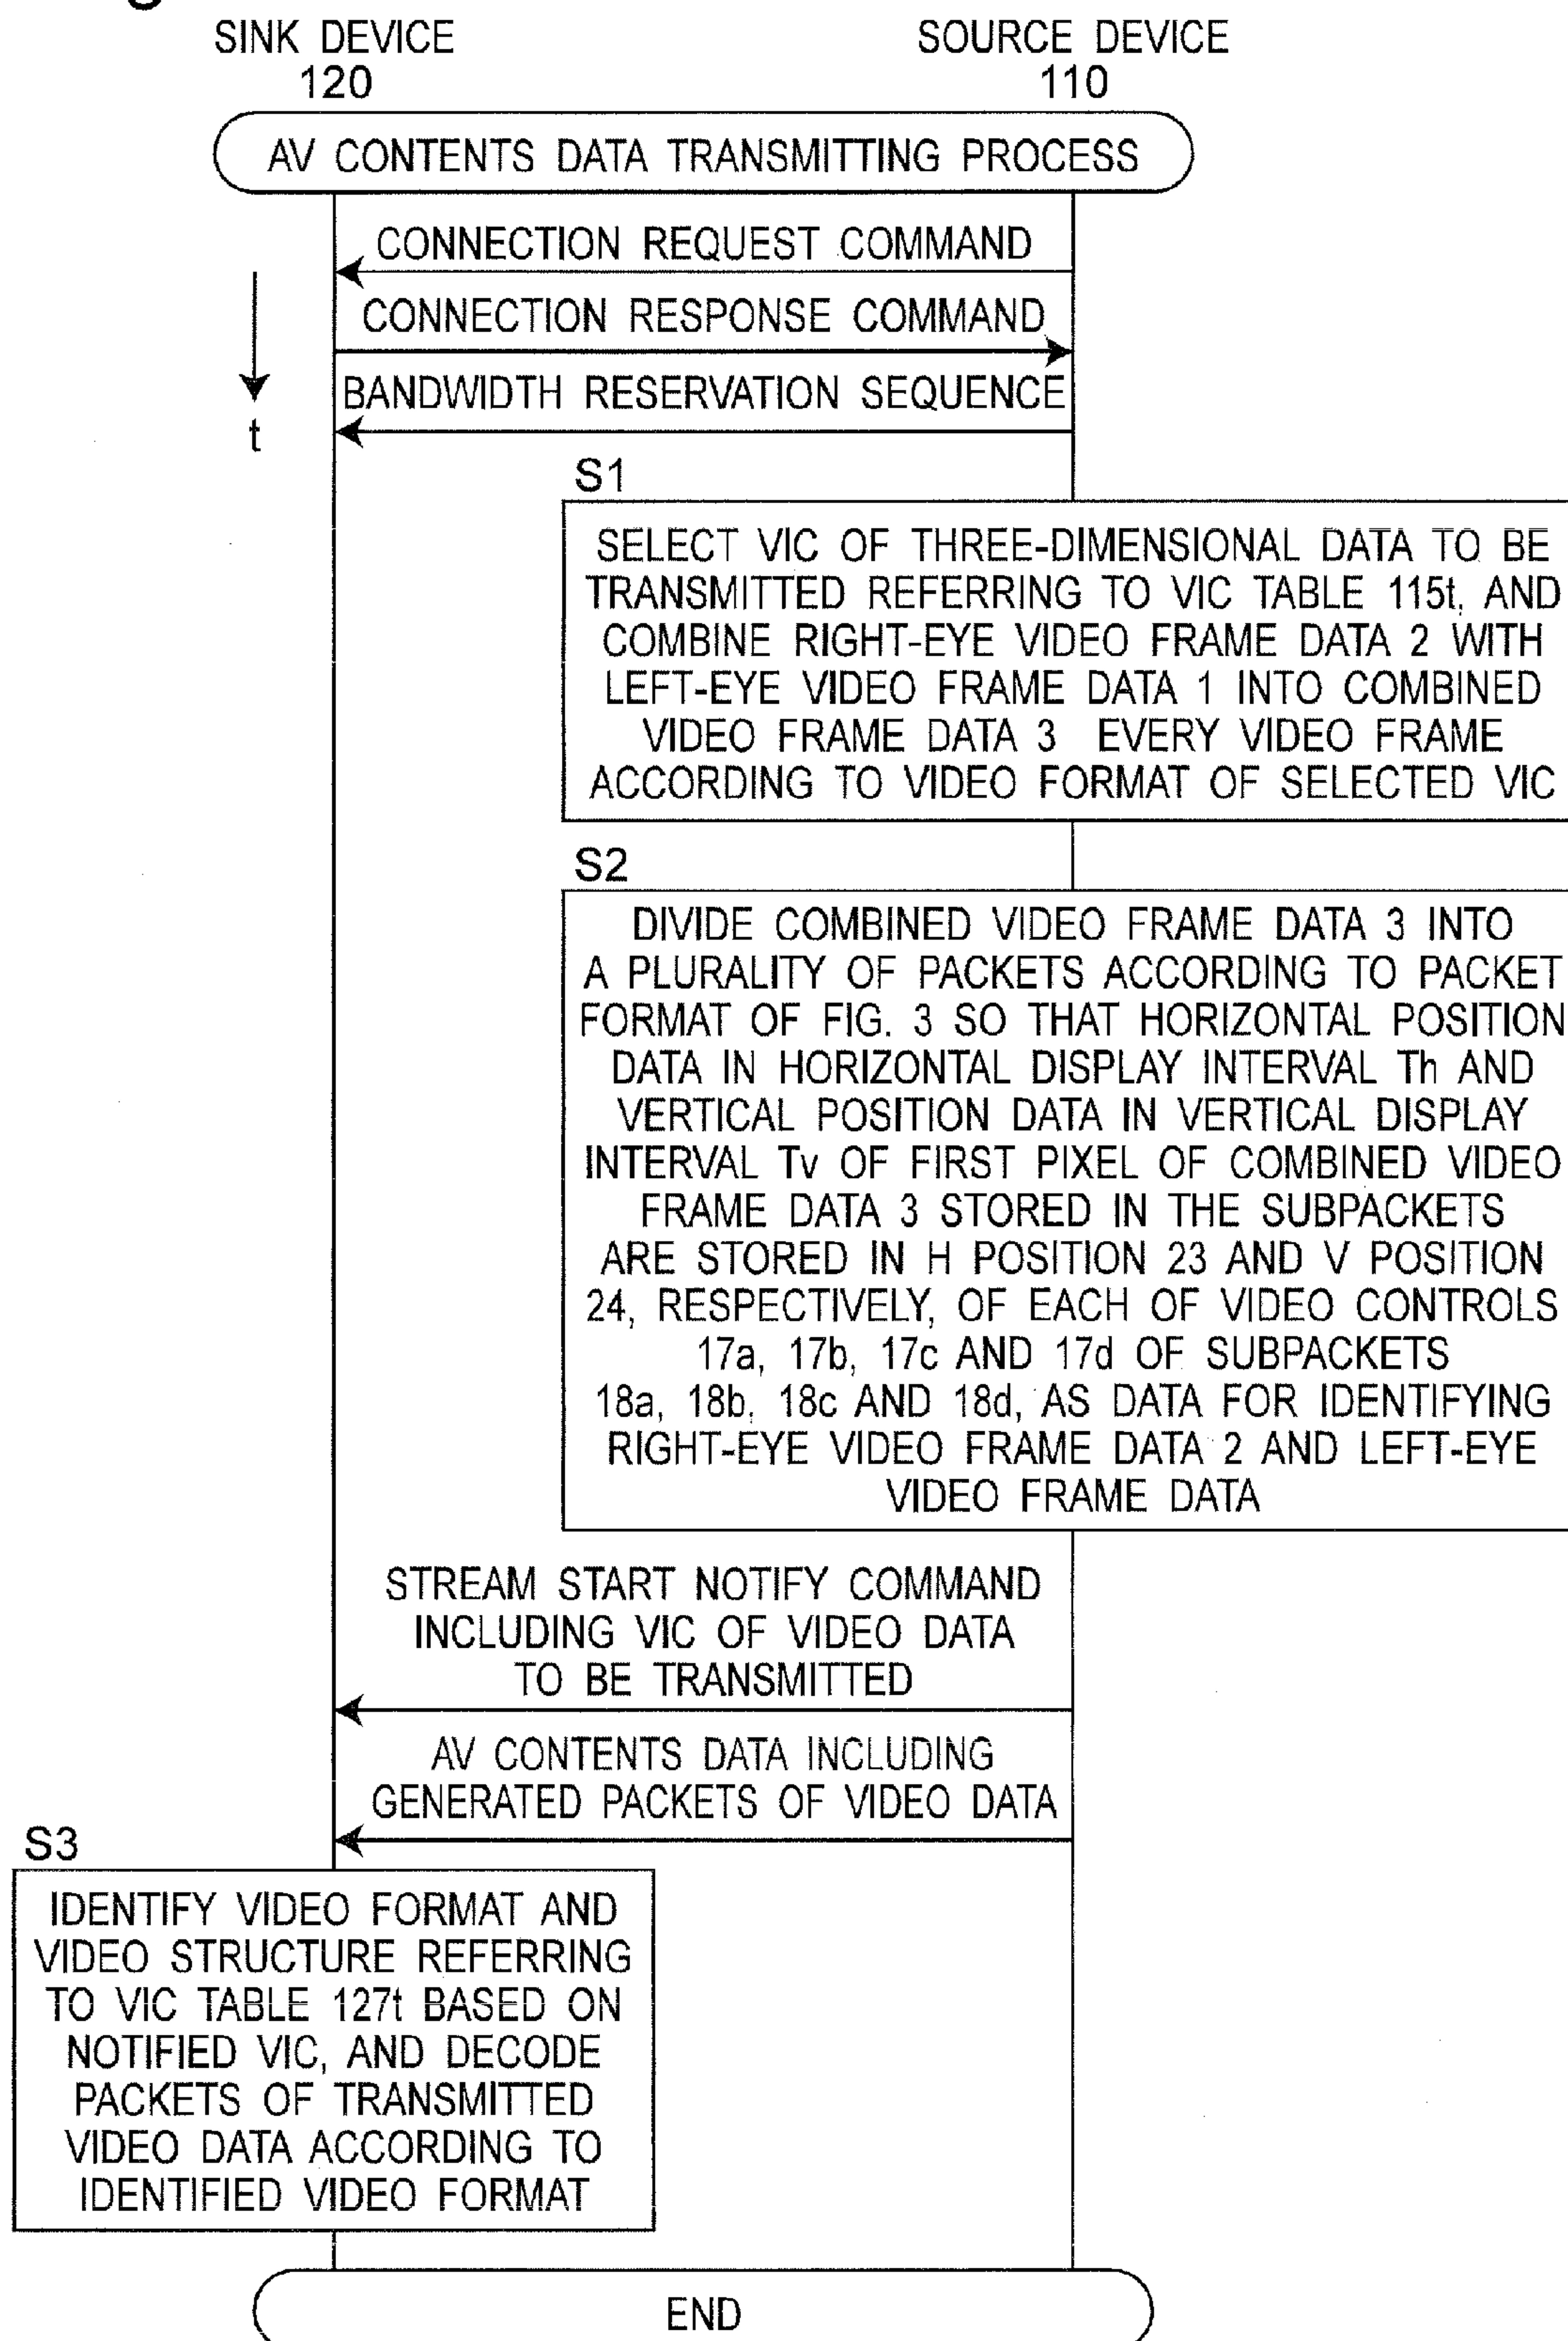 SINK DEVICE
120
SOURCE DEVICE
110
AV CONTENTS DATA TRANSMITTING PROCESS
CONNECTION REQUEST COMMAND
CONNECTION RESPONSE COMMAND
BANDWIDTH RESERVATION SEQUENCE
t
S1
SELECT VIC OF THREE-DIMENSIONAL DATA TO BE
TRANSMITTED REFERRING TO VIC TABLE 115t, AND
COMBINE RIGHT-EYE VIDEO FRAME DATA 2 WITH
LEFT-EYE VIDEO FRAME DATA 1 INTO COMBINED
VIDEO FRAME DATA 3 EVERY VIDEO FRAME
ACCORDING TO VIDEO FORMAT OF SELECTED VIC
S2
DIVIDE COMBINED VIDEO FRAME DATA 3 INTO
A PLURALITY OF PACKETS ACCORDING TO PACKET
FORMAT OF FIG. 3 SO THAT HORIZONTAL POSITION
DATA IN HORIZONTAL DISPLAY INTERVAL Th AND
VERTICAL POSITION DATA IN VERTICAL DISPLAY
INTERVAL Tv OF FIRST PIXEL OF COMBINED VIDEO
FRAME DATA 3 STORED IN THE SUBPACKETS
ARE STORED IN H POSITION 23 AND V POSITION
24, RESPECTIVELY, OF EACH OF VIDEO CONTROLS
17a, 17b, 17c AND 17d OF SUBPACKETS
18a, 18b, 18c AND 18d, AS DATA FOR IDENTIFYING
RIGHT-EYE VIDEO FRAME DATA 2 AND LEFT-EYE
VIDEO FRAME DATA
STREAM START NOTIFY COMMAND
INCLUDING VIC OF VIDEO DATA
TO BE TRANSMITTED
AV CONTENTS DATA INCLUDING
GENERATED PACKETS OF VIDEO DATA
S3
IDENTIFY VIDEO FORMAT AND
VIDEO STRUCTURE REFERRING
TO VIC TABLE 127t BASED ON
NOTIFIED VIC, AND DECODE
PACKETS OF TRANSMITTED
VIDEO DATA ACCORDING TO
IDENTIFIED VIDEO FORMAT
END